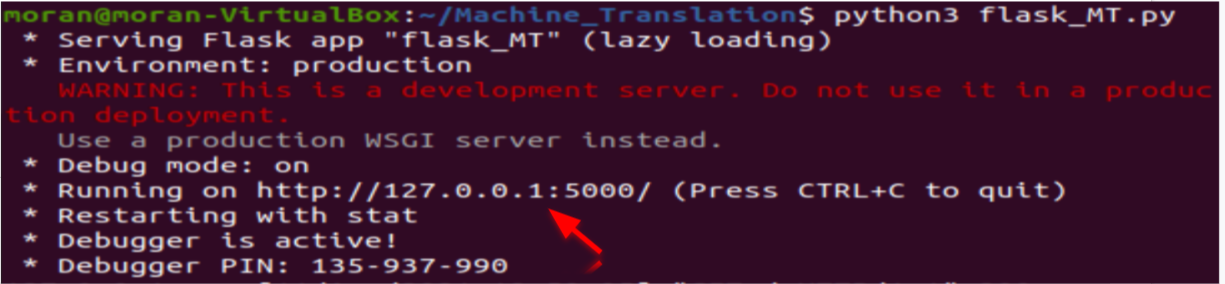 moran@moran-VirtualBox:~/Machine_Translation$ python3 flask_MT.py
 * Serving Flask app "flask_MT" (lazy loading)
 * Environment: production
   WARNING: This is a development server. Do not use it in a produc
tion deployment.
   Use a production WSGI server instead.
 * Debug mode: on
 * Running on http://127.0.0.1:5000/ (Press CTRL+C to quit)
 * Restarting with stat
 * Debugger is active!
 * Debugger PIN: 135-937-990